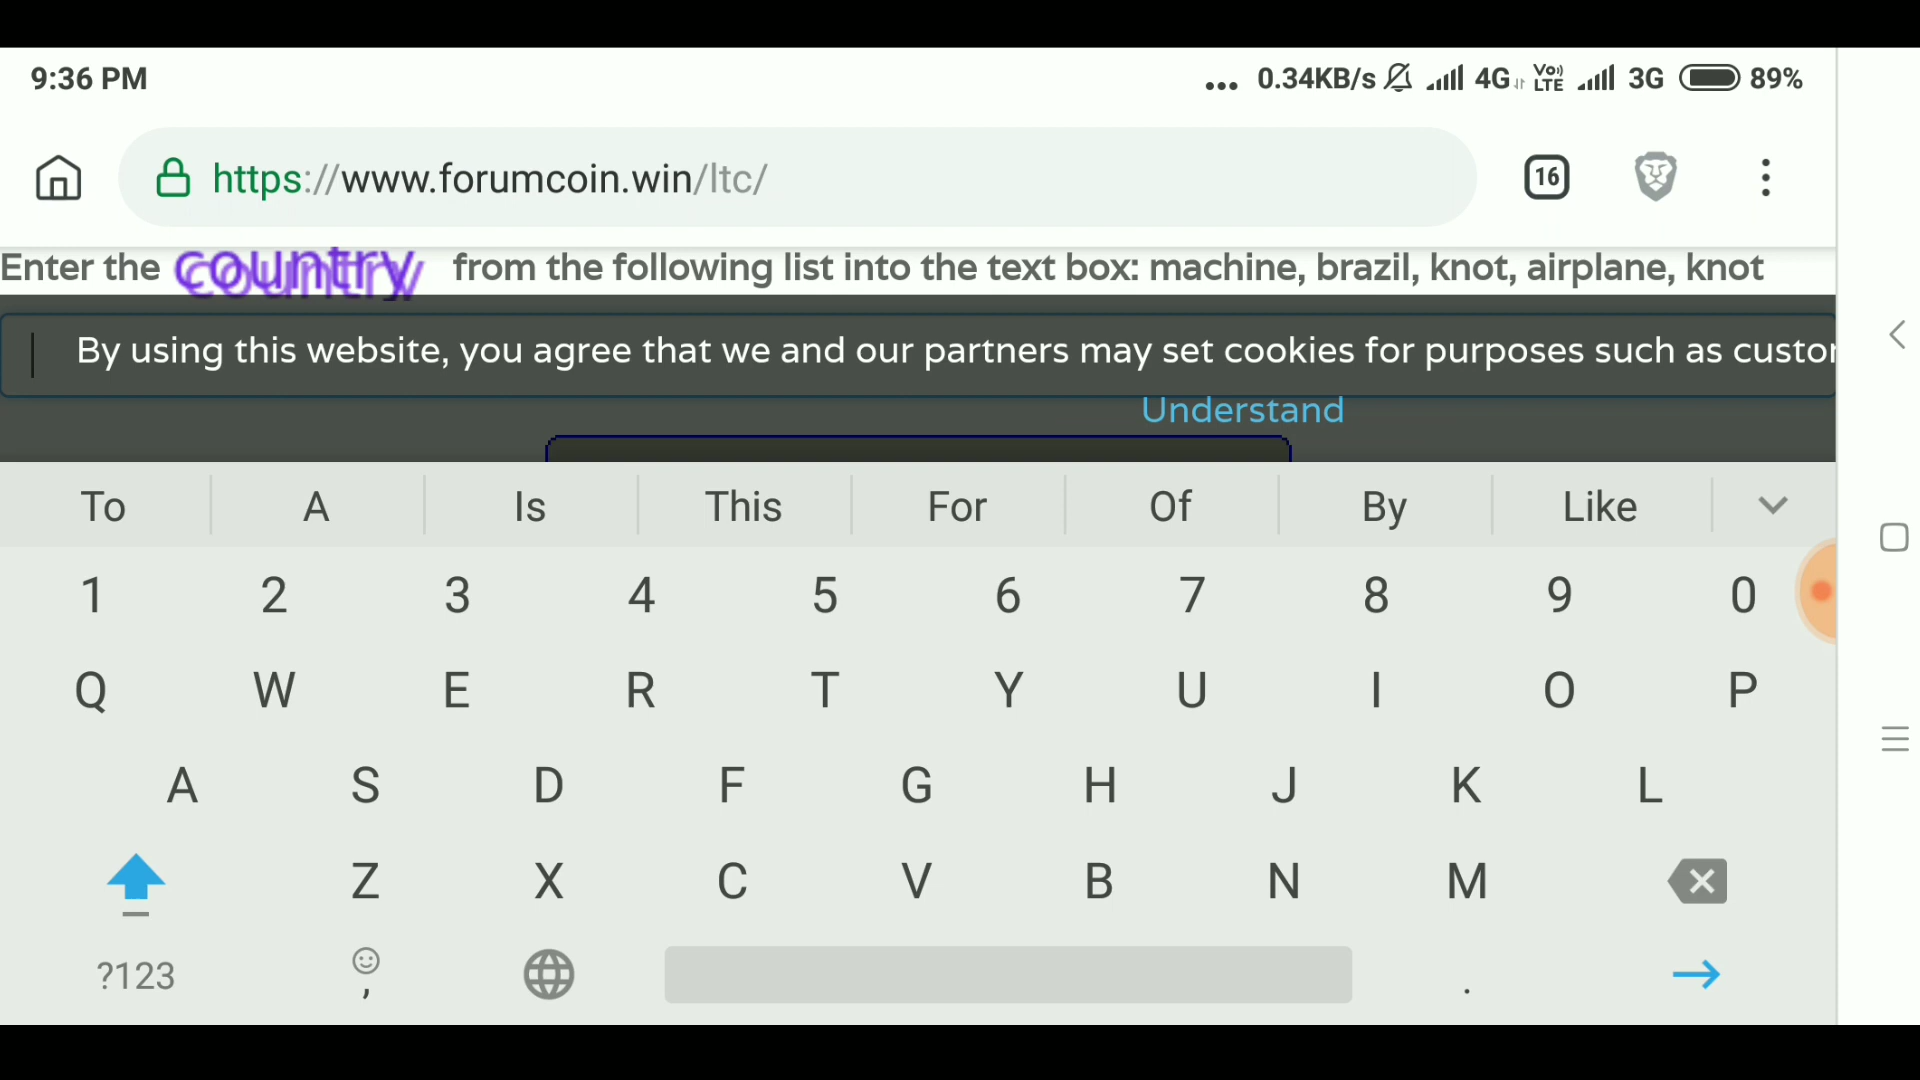 9:36 PM
... 0.34KB/s 4G VoLTE 3G 89%
https://www.forumcoin.win/ltc/
16
Enter the country from the following list into the text box: machine, brazil, knot, airplane, knot
By using this website, you agree that we and our partners may set cookies for purposes such as custor
Understand
To A Is This For Of By Like
1 2 3 4 5 6 7 8 9 0
Q W E R T Y U I O P
A S D F G H J K L
Z X C V B N M
?123 , .